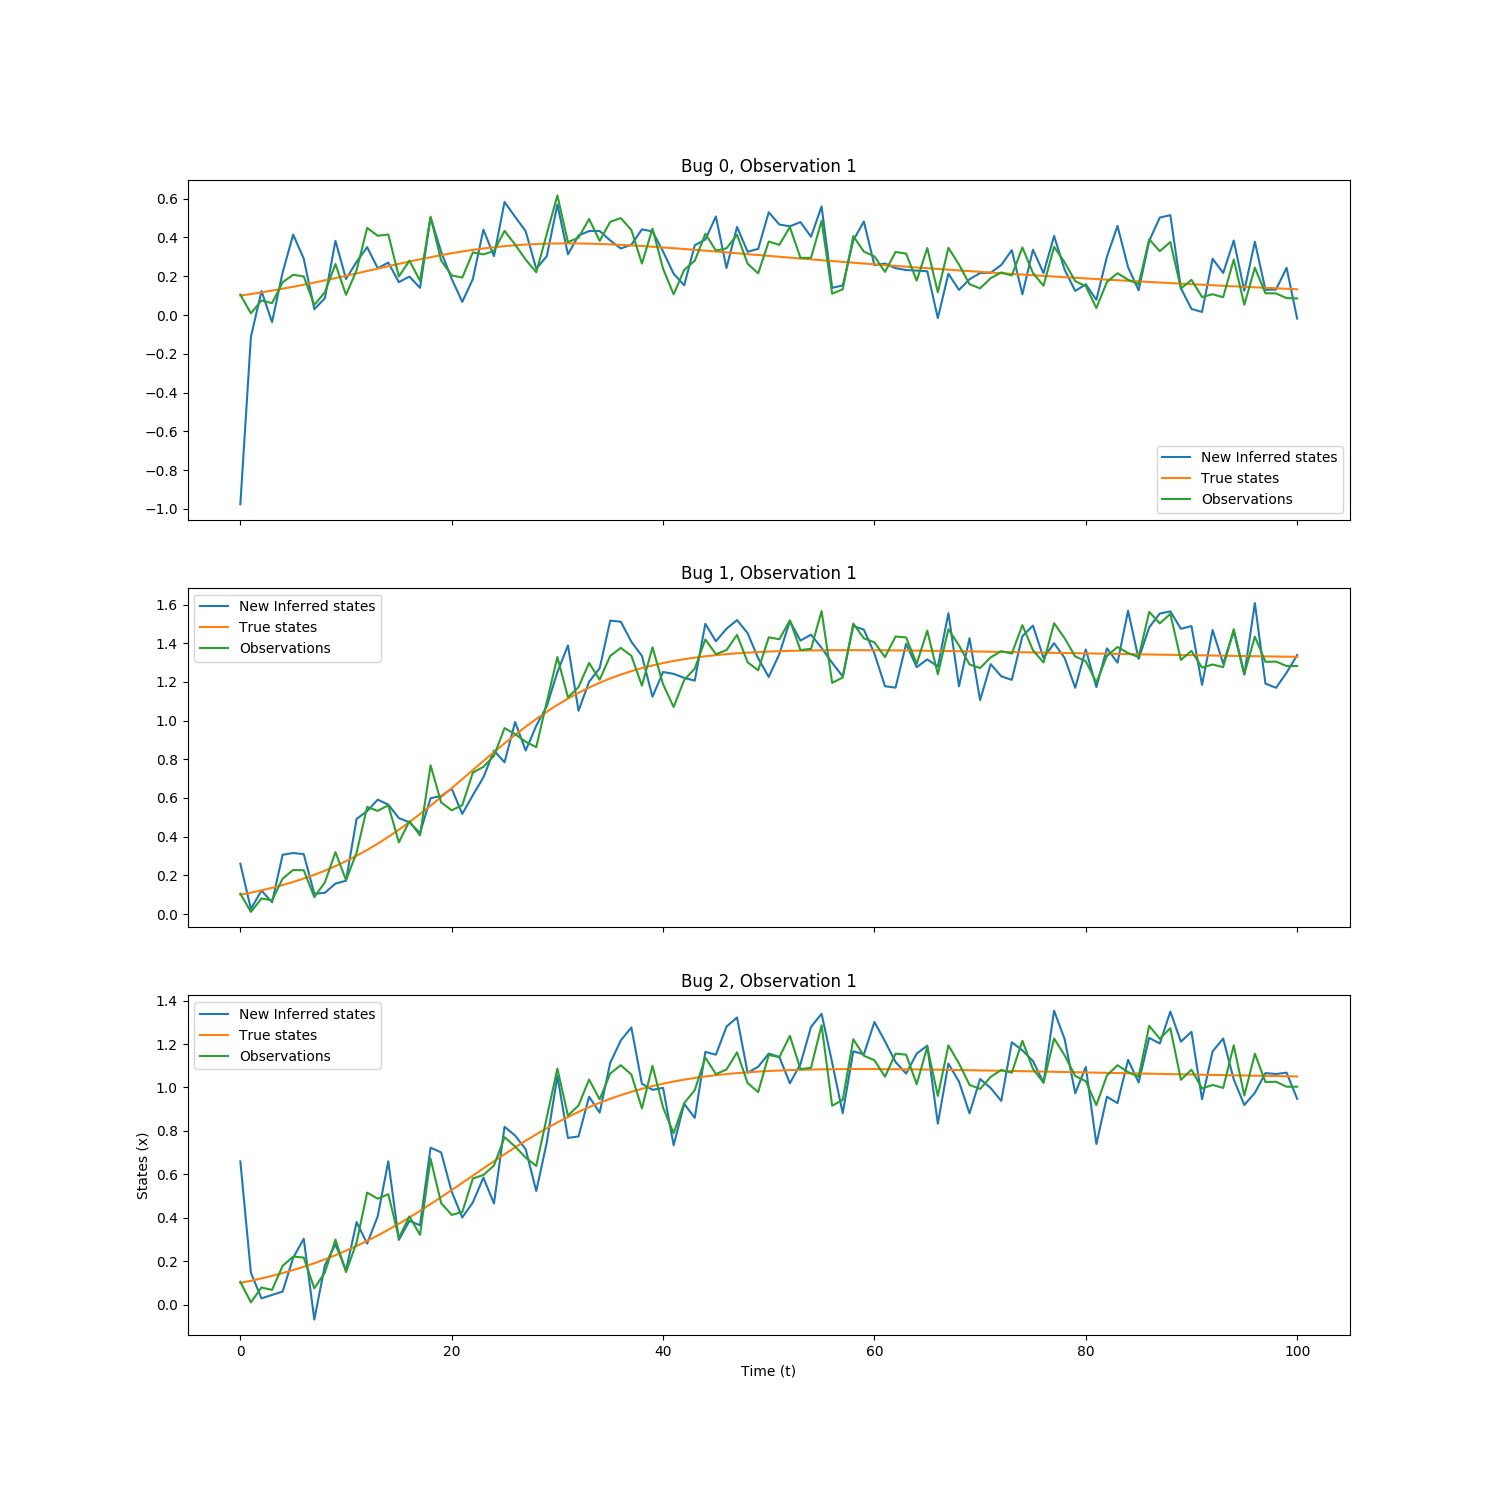 Bug 0, Observation 1
0.6
0.4
0.2
0.0
−0.2
−0.4
−0.6
−0.8
−1.0
New Inferred states
True states
Observations
Bug 1, Observation 1
1.6
1.4
1.2
1.0
0.8
0.6
0.4
0.2
0.0
New Inferred states
True states
Observations
Bug 2, Observation 1
1.4
1.2
1.0
0.8
0.6
0.4
0.2
0.0
New Inferred states
True states
Observations
States (x)
0 20 40 60 80 100
Time (t)